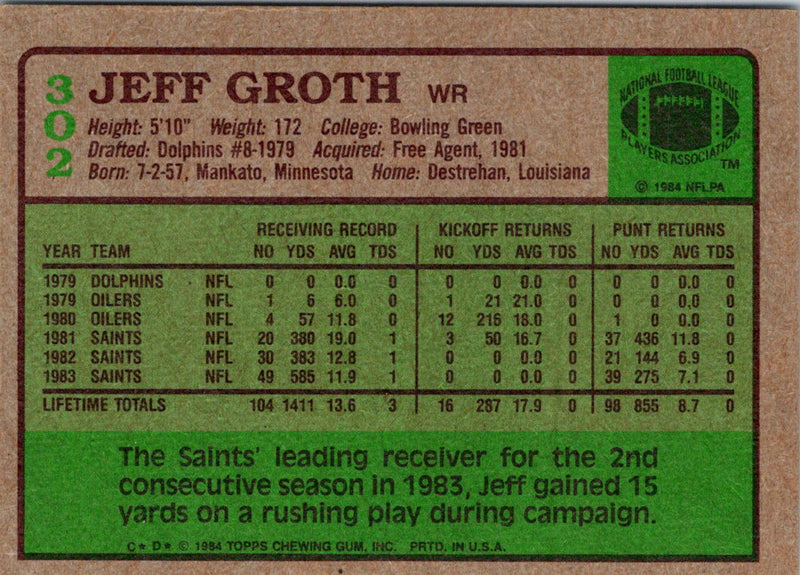 302
JEFF GROTH WR
Height: 5'10" Weight: 172 College: Bowling Green
Drafted: Dolphins #8-1979 Acquired: Free Agent, 1981
Born: 7-2-57, Mankato, Minnesota Home: Destrehan, Louisiana
NATIONAL FOOTBALL LEAGUE
PLAYERS ASSOCIATION™
© 1984 NFLPA
RECEIVING RECORD KICKOFF RETURNS PUNT RETURNS
YEAR TEAM NO YDS AVG TDS NO YDS AVG TDS NO YDS AVG TDS
1979 DOLPHINS NFL 0 0 0.0 0 0 0 0.0 0 0 0 0.0 0
1979 OILERS NFL 1 6 6.0 0 1 21 21.0 0 0 0 0.0 0
1980 OILERS NFL 4 57 11.8 0 12 216 18.0 0 1 0 0.0 0
1981 SAINTS NFL 20 380 19.0 1 3 50 16.7 0 37 436 11.8 0
1982 SAINTS NFL 30 383 12.8 1 0 0 0.0 0 21 144 6.9 0
1983 SAINTS NFL 49 585 11.9 1 0 0 0.0 0 39 275 7.1 0
LIFETIME TOTALS 104 1411 13.6 3 16 287 17.9 0 98 855 8.7 0
The Saints' leading receiver for the 2nd
consecutive season in 1983, Jeff gained 15
yards on a rushing play during campaign.
C★ D★ © 1984 TOPPS CHEWING GUM, INC. PRTD. IN U.S.A.